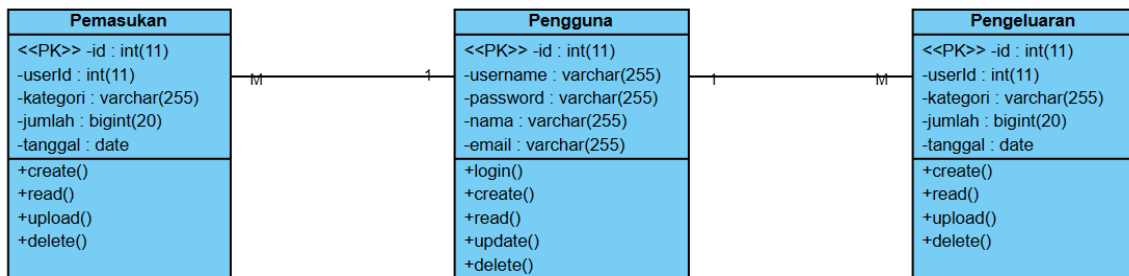 Pemasukan
<<PK>> -id : int(11)
-userId : int(11)
-kategori : varchar(255)
-jumlah : bigint(20)
-tanggal : date
+create()
+read()
+upload()
+delete()
M
1
Pengguna
<<PK>> -id : int(11)
-username : varchar(255)
-password : varchar(255)
-nama : varchar(255)
-email : varchar(255)
+login()
+create()
+read()
+update()
+delete()
1
M
Pengeluaran
<<PK>> -id : int(11)
-userId : int(11)
-kategori : varchar(255)
-jumlah : bigint(20)
-tanggal : date
+create()
+read()
+upload()
+delete()